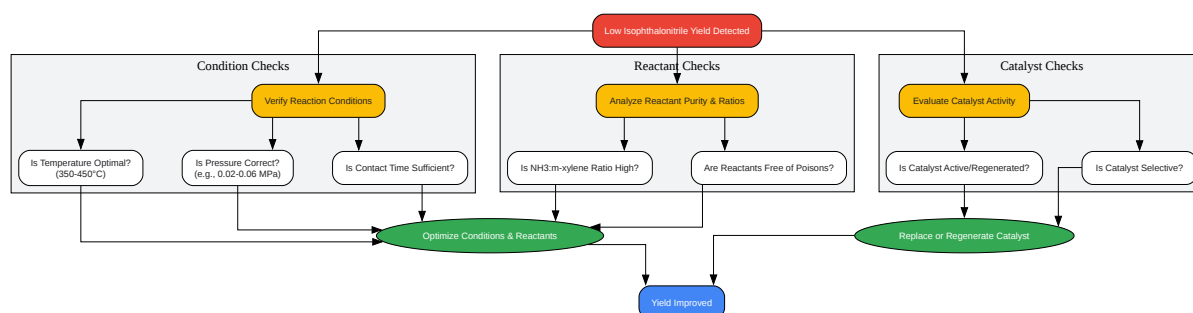 Low Isophthalonitrile Yield Detected
Condition Checks
Reactant Checks
Catalyst Checks
Verify Reaction Conditions
Analyze Reactant Purity & Ratios
Evaluate Catalyst Activity
Is Temperature Optimal?
(350-450°C)
Is Pressure Correct?
(e.g., 0.02-0.06 MPa)
Is Contact Time Sufficient?
Is NH3:m-xylene Ratio High?
Are Reactants Free of Poisons?
Is Catalyst Active/Regenerated?
Is Catalyst Selective?
Optimize Conditions & Reactants
Replace or Regenerate Catalyst
Yield Improved